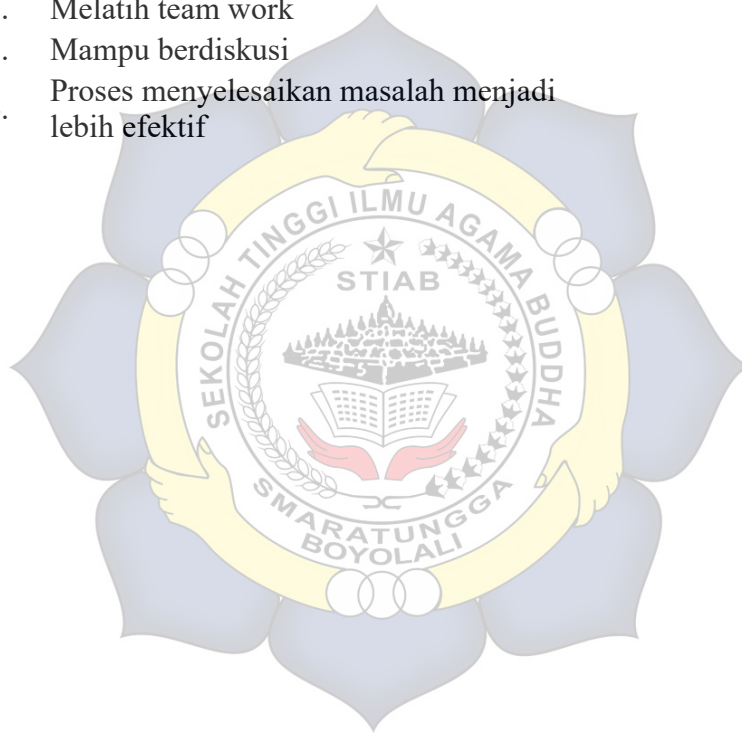 . Melatih team work
. Mampu berdiskusi
Proses menyelesaikan masalah menjadi
. lebih efektif
SEKOLAH TINGGI ILMU AGAMA BUDDHA
STIAB
SMARATUNGGA
BOYOLALI